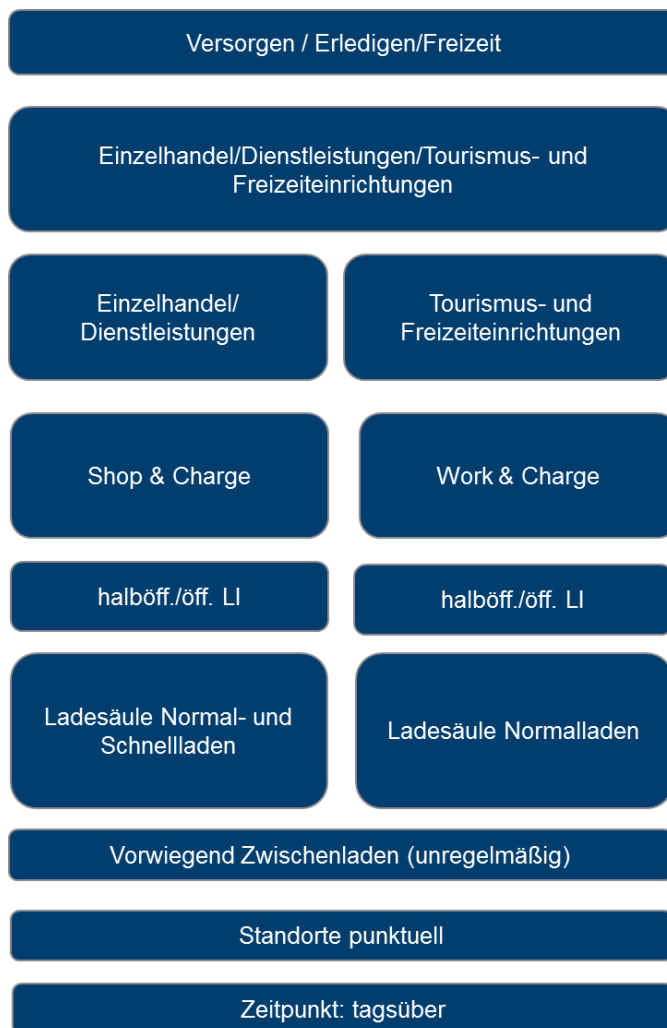 Versorgen / Erledigen/Freizeit
Einzelhandel/Dienstleistungen/Tourismus- und
Freizeiteinrichtungen
Einzelhandel/
Dienstleistungen
Tourismus- und
Freizeiteinrichtungen
Shop & Charge
Work & Charge
halböff./öff. LI
halböff./öff. LI
Ladesäule Normal- und
Schnellladen
Ladesäule Normalladen
Vorwiegend Zwischenladen (unregelmäßig)
Standorte punktuell
Zeitpunkt: tagsüber